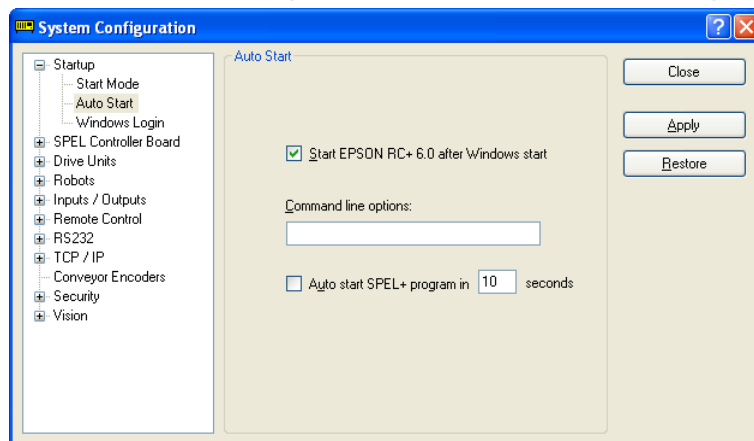 System Configuration
Startup
Start Mode
Auto Start
Windows Login
SPEL Controller Board
Drive Units
Robots
Inputs / Outputs
Remote Control
RS232
TCP / IP
Conveyor Encoders
Security
Vision
Auto Start
Start EPSON RC+ 6.0 after Windows start
Command line options:
Auto start SPEL+ program in 10 seconds
Close
Apply
Restore